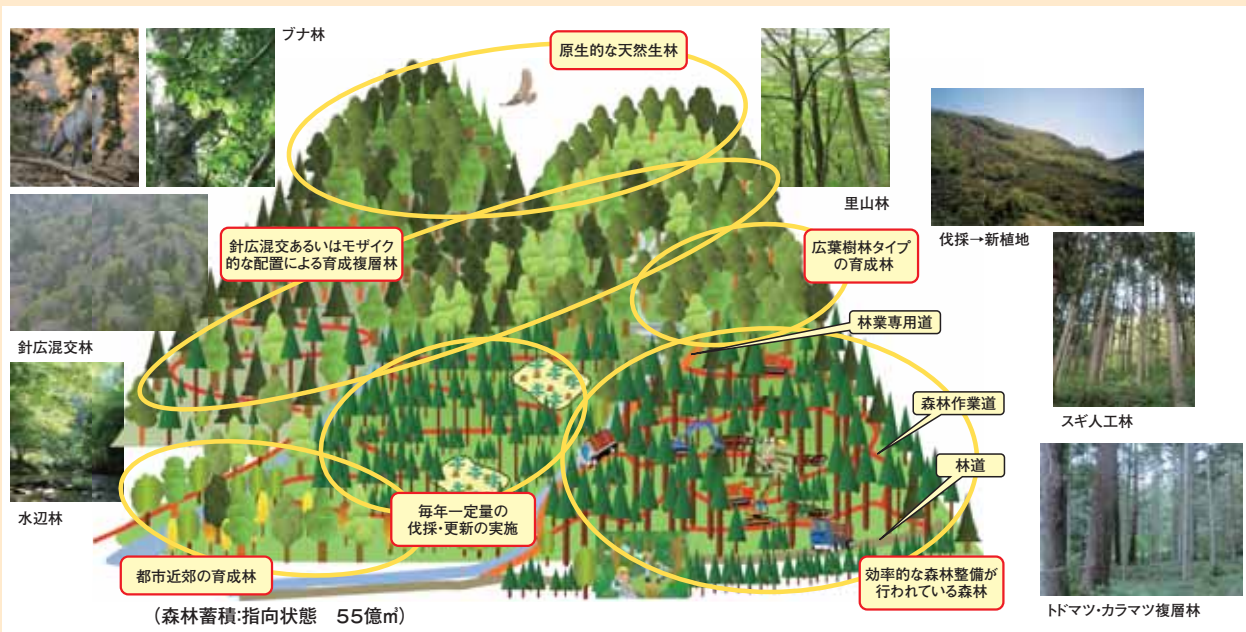 ブナ林
原生的な天然生林
里山林
伐採→新植地
針広混交あるいはモザイク
的な配置による育成複層林
広葉樹林タイプ
の育成林
林業専用道
針広混交林
森林作業道
スギ人工林
林道
水辺林
毎年一定量の
伐採・更新の実施
都市近郊の育成林
効率的な森林整備が
行われている森林
トドマツ・カラマツ複層林
(森林蓄積:指向状態 55億㎥)